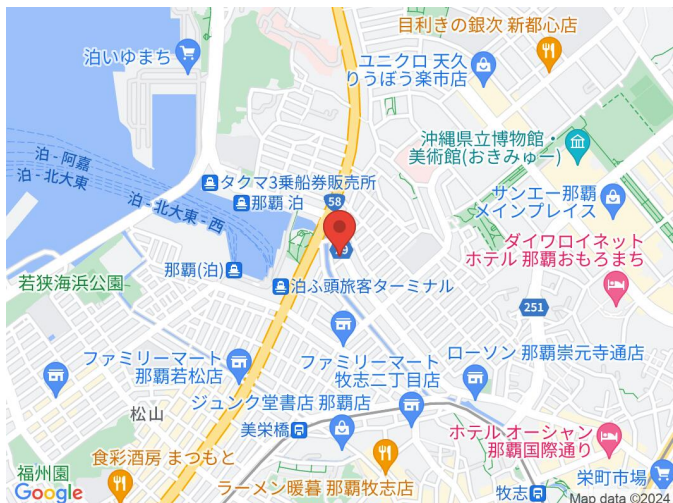 目利きの銀次 新都心店
泊いゆまち
ユニクロ 天久
りうぼう楽市店
沖縄県立博物館・
美術館(おきみゅー)
泊-阿嘉
泊-北大東
泊-北大東-西
タクマ3乗船券販売所
58
那覇 泊
サンエー那覇
メインプレイス
ダイワロイネット
ホテル 那覇おもろまち
那覇(泊)
若狭海浜公園
泊ふ頭旅客ターミナル
251
ファミリーマート
那覇若松店
ファミリーマート
牧志二丁目店
ローソン 那覇崇元寺通店
ジュンク堂書店 那覇店
松山
美栄橋
ホテル オーシャン
那覇国際通り
食彩酒房 まつもと
福州園
ラーメン暖暮 那覇牧志店
牧志
栄町市場
Google
Map data ©2024